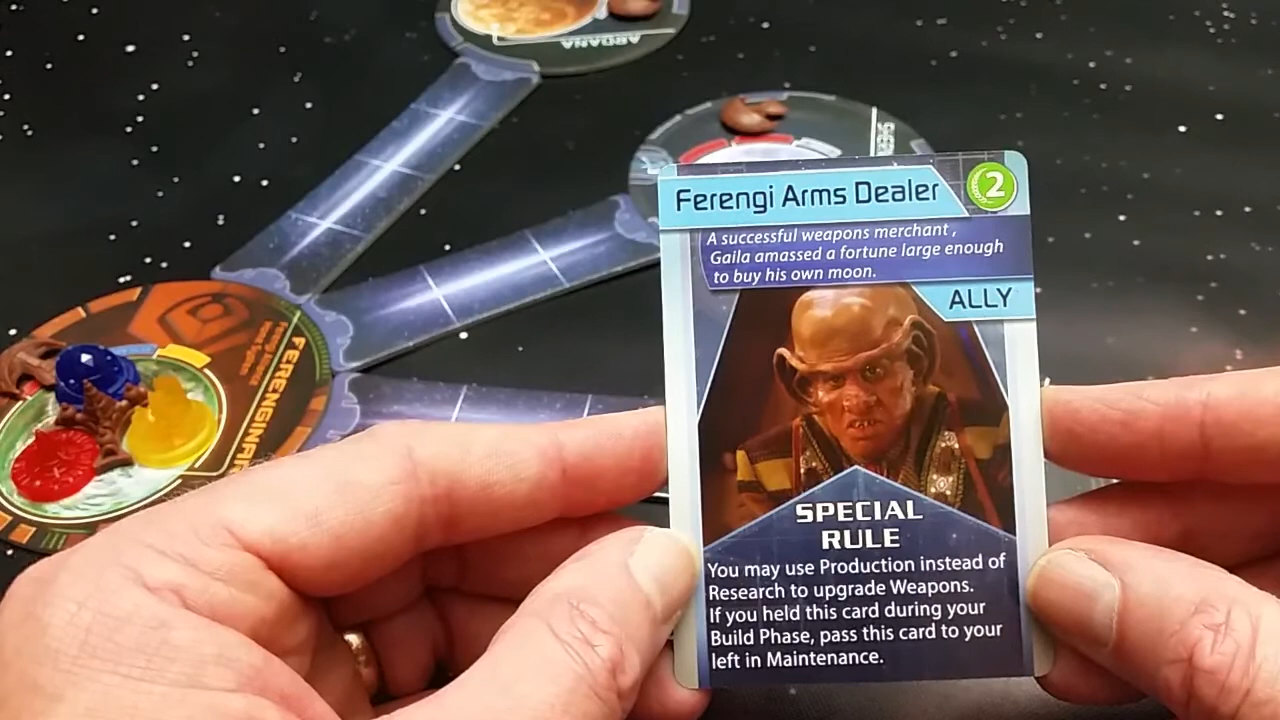 ARDANA
Ferengi Arms Dealer
2
A successful weapons merchant,
Gaila amassed a fortune large enough
to buy his own moon.
ALLY
SPECIAL
RULE
You may use Production instead of
Research to upgrade Weapons.
If you held this card during your
Build Phase, pass this card to your
left in Maintenance.